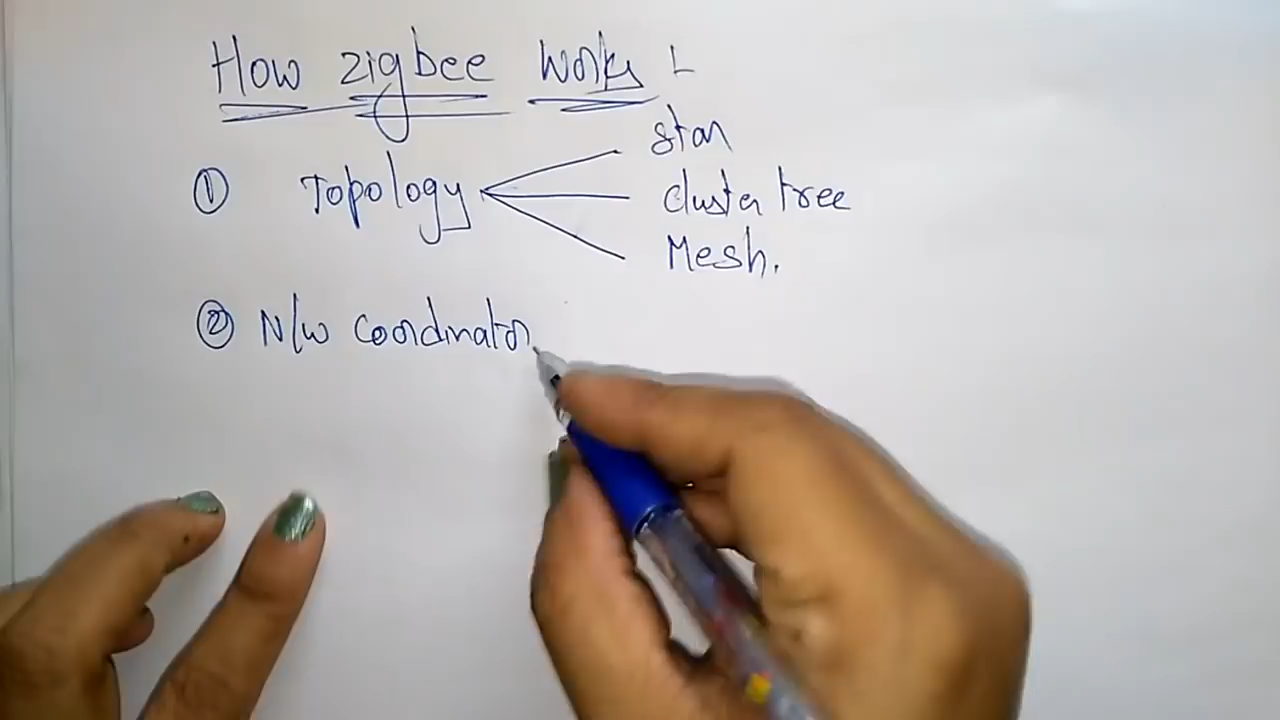 How zigbee works :-
① Topology
star
cluster tree
Mesh.
② N/w Coordinator